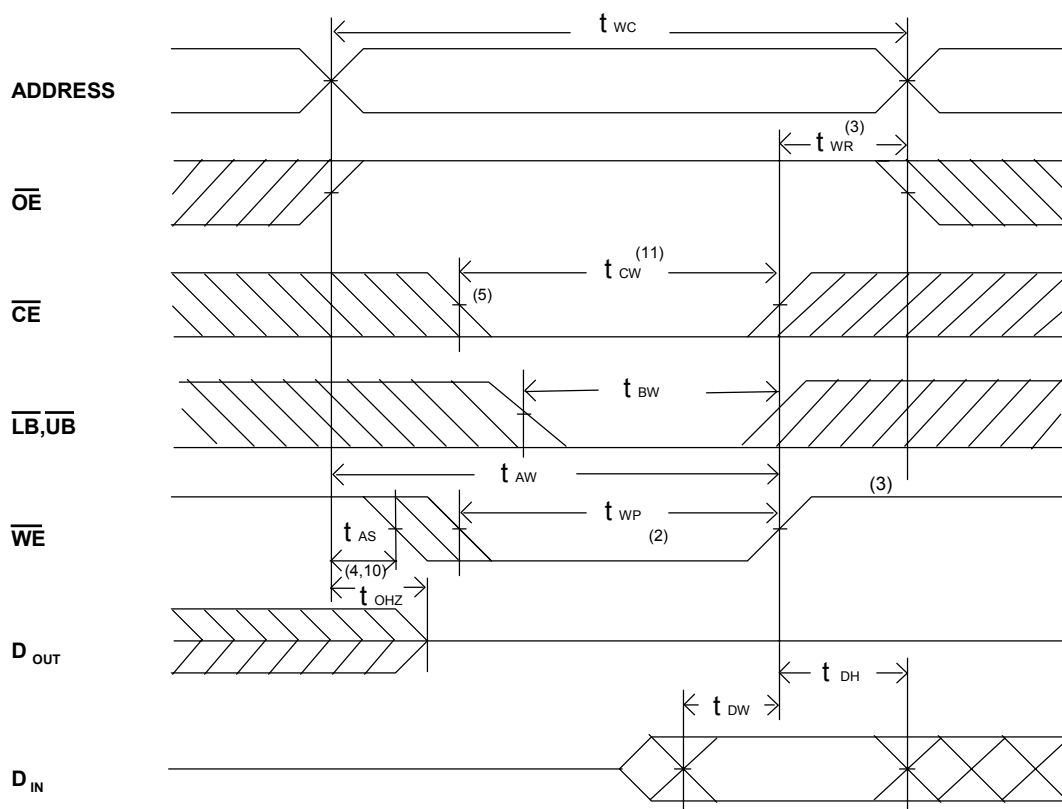 t WC
ADDRESS
t WR (3)
OE
t CW (11)
CE
(5)
t BW
LB,UB
t AW
(3)
t WP
WE
(2)
t AS
(4,10)
t OHZ
D OUT
t DH
t DW
D IN